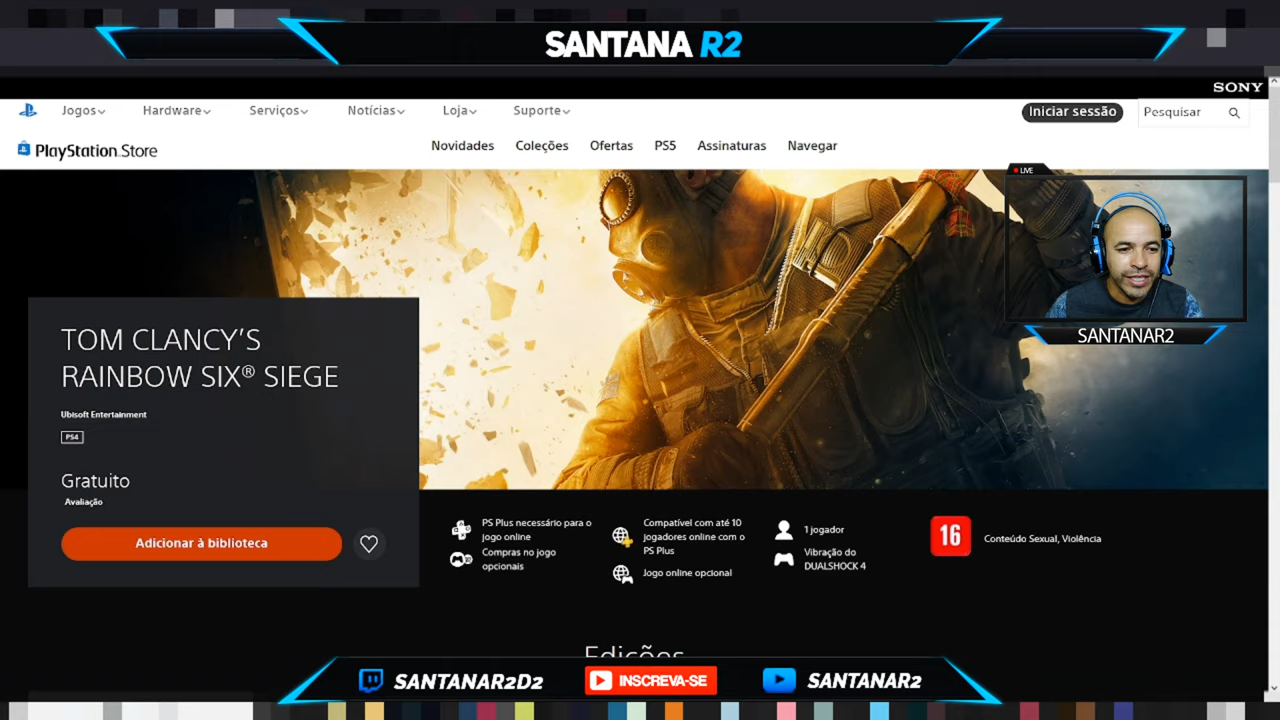 SANTANA R2
SONY
Jogos
Hardware
Serviços
Notícias
Loja
Suporte
Iniciar sessão
Pesquisar
PlayStation.Store
Novidades
Coleções
Ofertas
PS5
Assinaturas
Navegar
LIVE
SANTANAR2
TOM CLANCY'S
RAINBOW SIX® SIEGE
Ubisoft Entertainment
PS4
Gratuito
Avaliação
Adicionar à biblioteca
PS Plus necessário para o
jogo online
Compras no jogo
opcionais
Compatível com até 10
jogadores online com o
PS Plus
Jogo online opcional
1 jogador
Vibração do
DUALSHOCK 4
16
Conteúdo Sexual, Violência
Edições
SANTANAR2D2
INSCREVA-SE
SANTANAR2